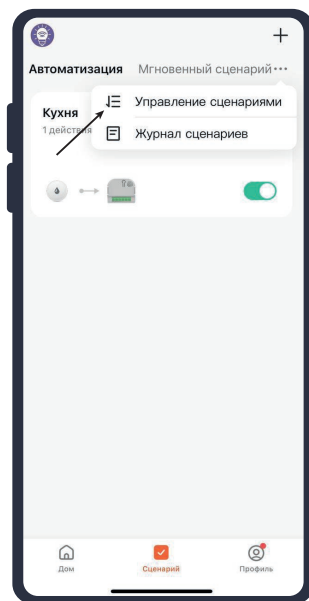 Автоматизация Мгновенный сценарий ···
Управление сценариями
Кухня
1 действия
Журнал сценариев
Дом Сценарий Профиль